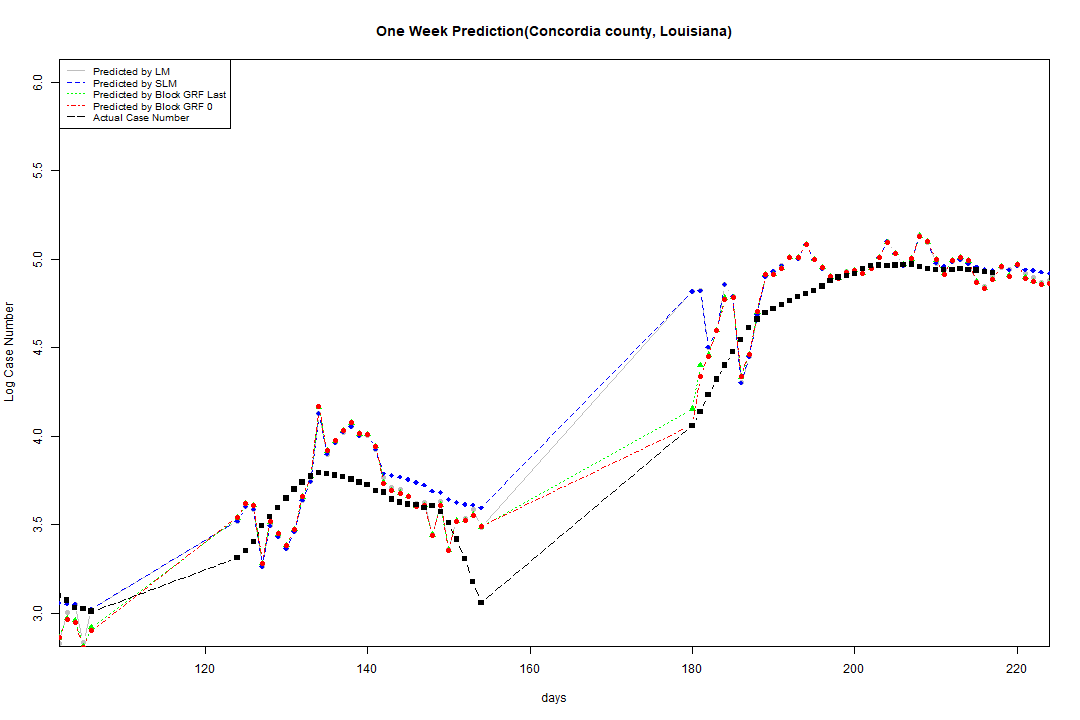 One Week Prediction(Concordia county, Louisiana)
Predicted by LM
Predicted by SLM
Predicted by Block GRF Last
Predicted by Block GRF 0
Actual Case Number
6.0
5.5
5.0
4.5
4.0
3.5
3.0
Log Case Number
120 140 160 180 200 220
days